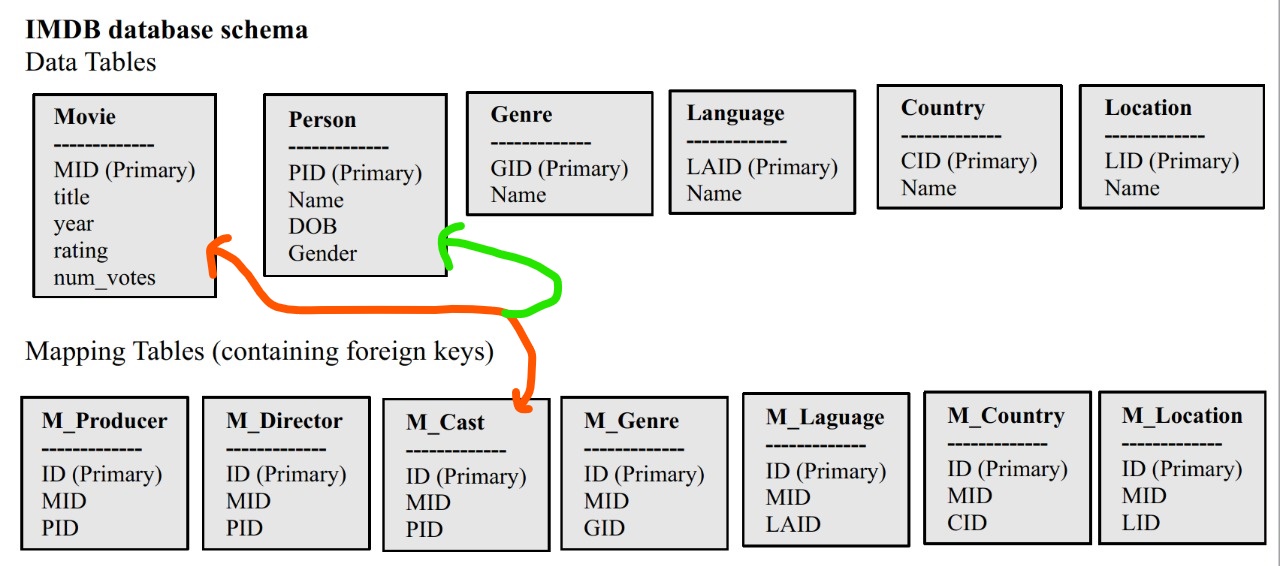 IMDB database schema
Data Tables
Movie
-------------
MID (Primary)
title
year
rating
num_votes
Person
-------------
PID (Primary)
Name
DOB
Gender
Genre
-------------
GID (Primary)
Name
Language
-------------
LAID (Primary)
Name
Country
-------------
CID (Primary)
Name
Location
-------------
LID (Primary)
Name
Mapping Tables (containing foreign keys)
M_Producer
-------------
ID (Primary)
MID
PID
M_Director
-------------
ID (Primary)
MID
PID
M_Cast
-------------
ID (Primary)
MID
PID
M_Genre
-------------
ID (Primary)
MID
GID
M_Laguage
-------------
ID (Primary)
MID
LAID
M_Country
-------------
ID (Primary)
MID
CID
M_Location
-------------
ID (Primary)
MID
LID